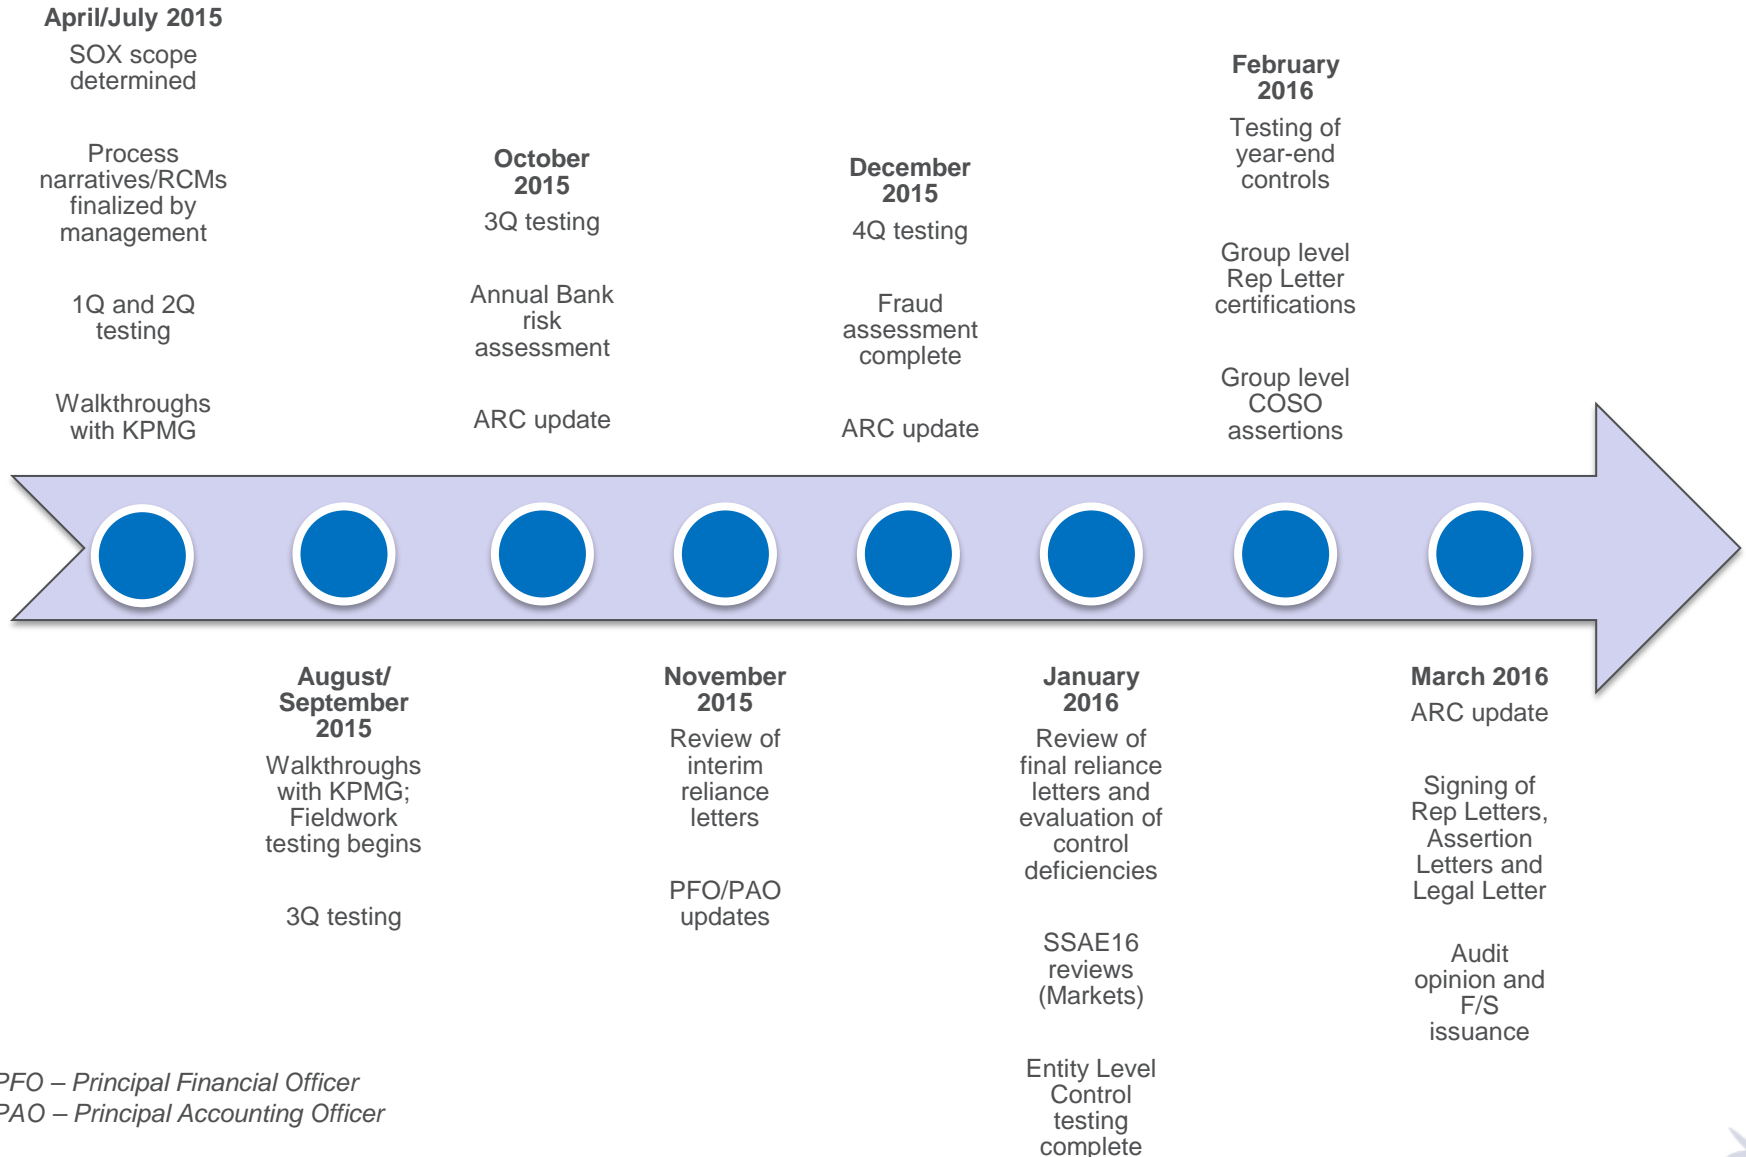 April/July 2015
SOX scope
determined
Process
narratives/RCMs
finalized by
management
1Q and 2Q
testing
Walkthroughs
with KPMG
October
2015
3Q testing
Annual Bank
risk
assessment
ARC update
December
2015
4Q testing
Fraud
assessment
complete
ARC update
February
2016
Testing of
year-end
controls
Group level
Rep Letter
certifications
Group level
COSO
assertions
August/
September
2015
Walkthroughs
with KPMG;
Fieldwork
testing begins
3Q testing
November
2015
Review of
interim
reliance
letters
PFO/PAO
updates
January
2016
Review of
final reliance
letters and
evaluation of
control
deficiencies
SSAE16
reviews
(Markets)
Entity Level
Control
testing
complete
March 2016
ARC update
Signing of
Rep Letters,
Assertion
Letters and
Legal Letter
Audit
opinion and
F/S
issuance
PFO – Principal Financial Officer
PAO – Principal Accounting Officer